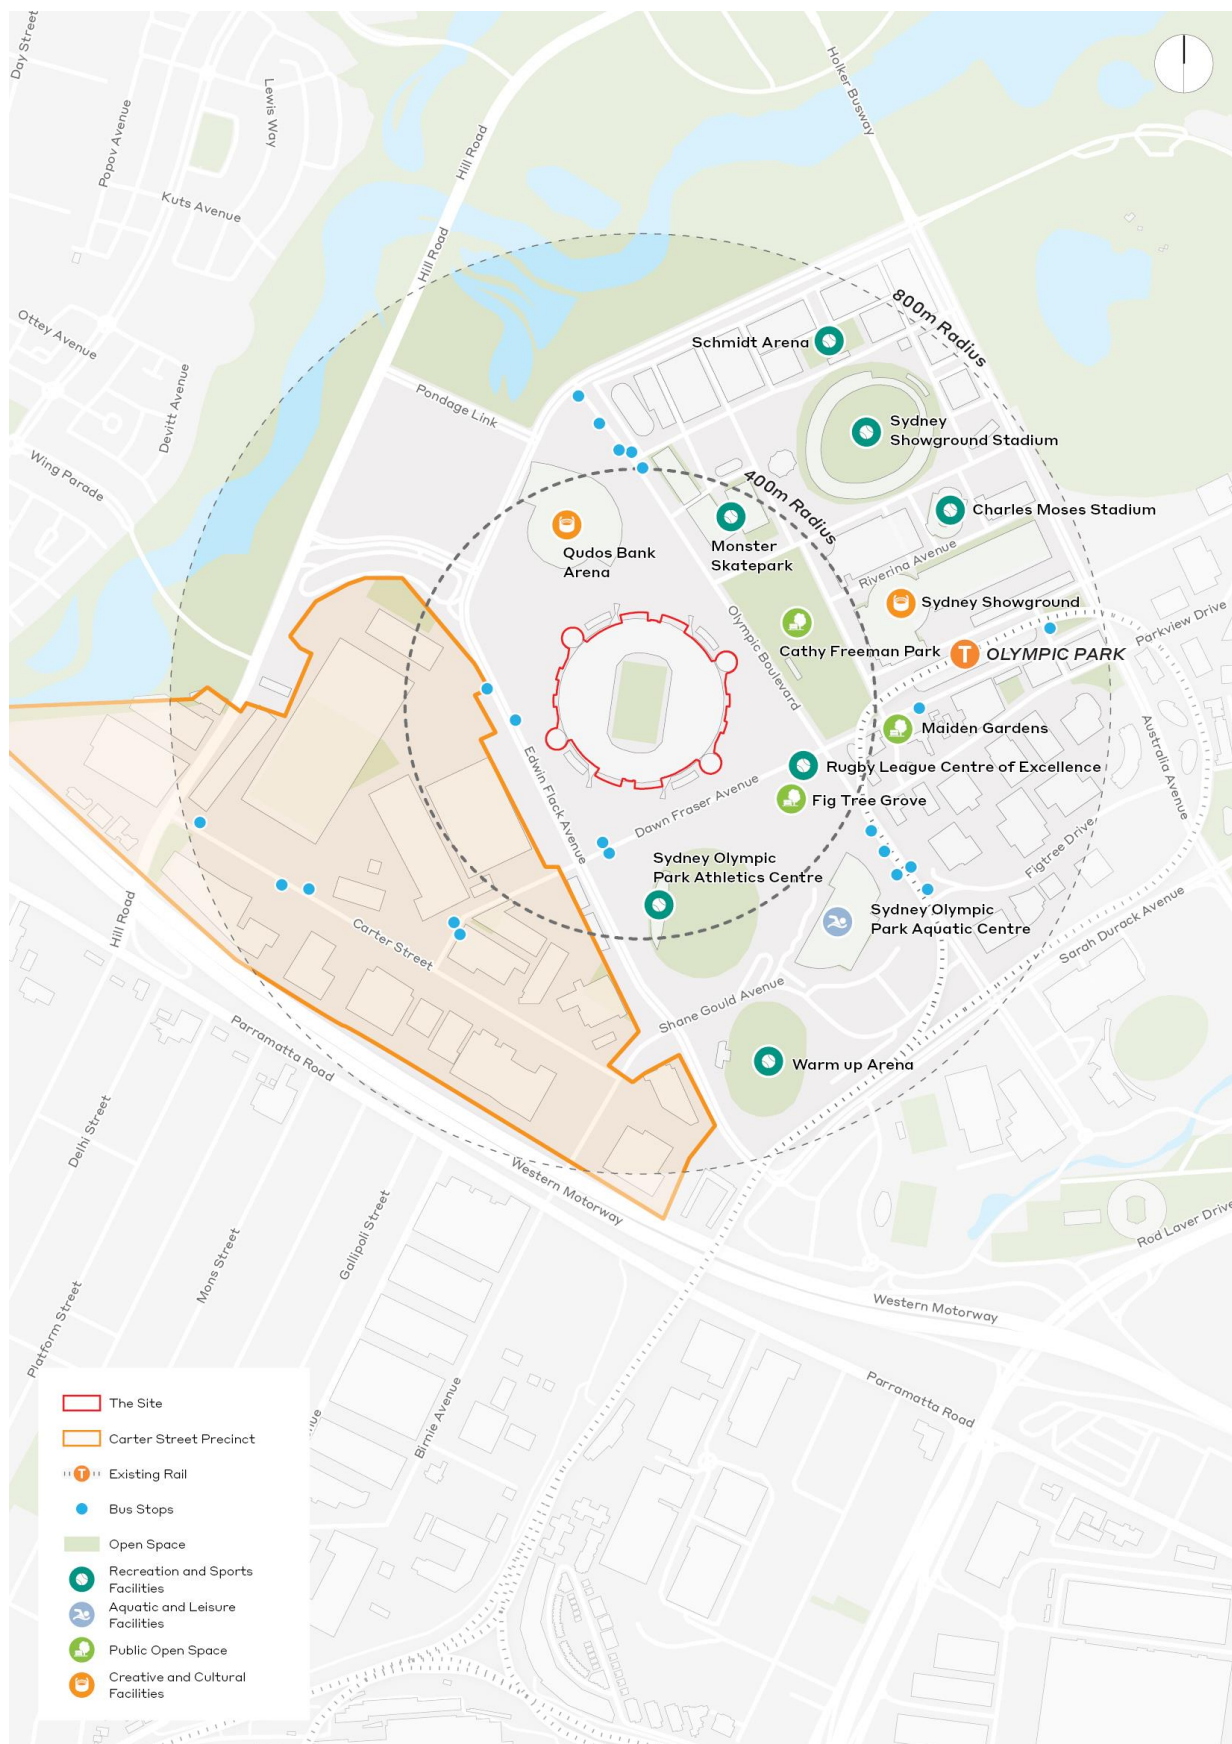 Day Street
Popov Avenue
Lewis Way
Kuts Avenue
Hill Road
Holker Busway
Hill Road
Ottey Avenue
Devitt Avenue
Wing Parade
Pondage Link
800m Radius
Schmidt Arena
Sydney
Showground Stadium
400m Radius
Charles Moses Stadium
Qudos Bank
Arena
Monster
Skatepark
Riverina Avenue
Sydney Showground
Parkview Drive
Olympic Boulevard
Cathy Freeman Park
T
OLYMPIC PARK
Maiden Gardens
Australia Avenue
Edwin Flack Avenue
Rugby League Centre of Excellence
Dawn Fraser Avenue
Fig Tree Grove
Figtree Drive
Sydney Olympic
Park Athletics Centre
Hill Road
Carter Street
Sydney Olympic
Park Aquatic Centre
Sarah Durack Avenue
Shane Gould Avenue
Parramatta Road
Warm up Arena
Delhi Street
Western Motorway
Gallipoli Street
Mons Street
Rod Laver Drive
Platform Street
Western Motorway
Parramatta Road
Birnie Avenue
The Site
Carter Street Precinct
T
Existing Rail
Bus Stops
Open Space
Recreation and Sports
Facilities
Aquatic and Leisure
Facilities
Public Open Space
Creative and Cultural
Facilities